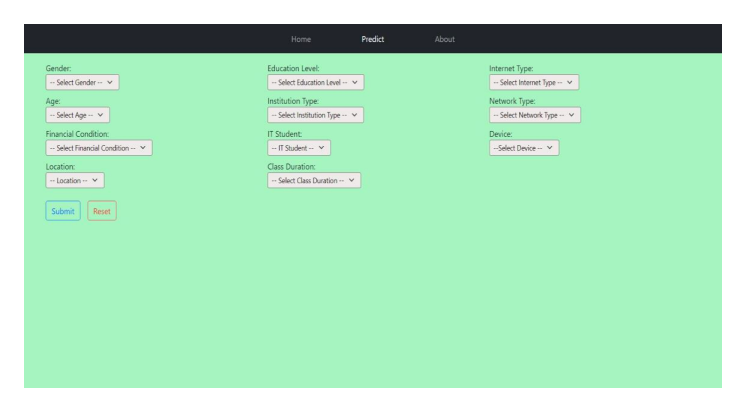 Home Predict About
Gender: Education Level: Internet Type:
-- Select Gender -- -- Select Education Level -- -- Select Internet Type --
Age: Institution Type: Network Type:
-- Select Age -- -- Select Institution Type -- -- Select Network Type --
Financial Condition: IT Student: Device:
-- Select Financial Condition -- -- IT Student -- --Select Device --
Location: Class Duration:
-- Location -- -- Select Class Duration --
Submit Reset